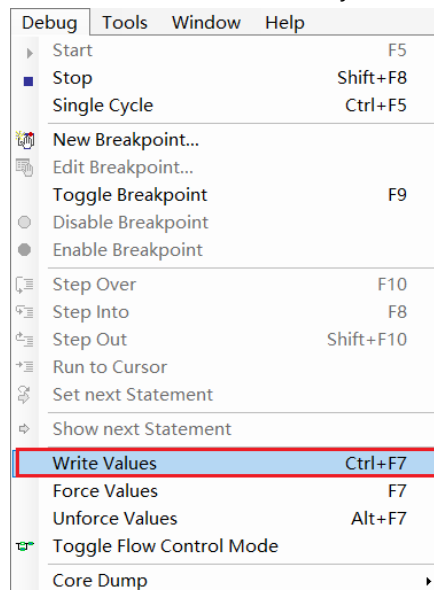 Debug Tools Window Help
Start F5
Stop Shift+F8
Single Cycle Ctrl+F5
New Breakpoint...
Edit Breakpoint...
Toggle Breakpoint F9
Disable Breakpoint
Enable Breakpoint
Step Over F10
Step Into F8
Step Out Shift+F10
Run to Cursor
Set next Statement
Show next Statement
Write Values Ctrl+F7
Force Values F7
Unforce Values Alt+F7
Toggle Flow Control Mode
Core Dump